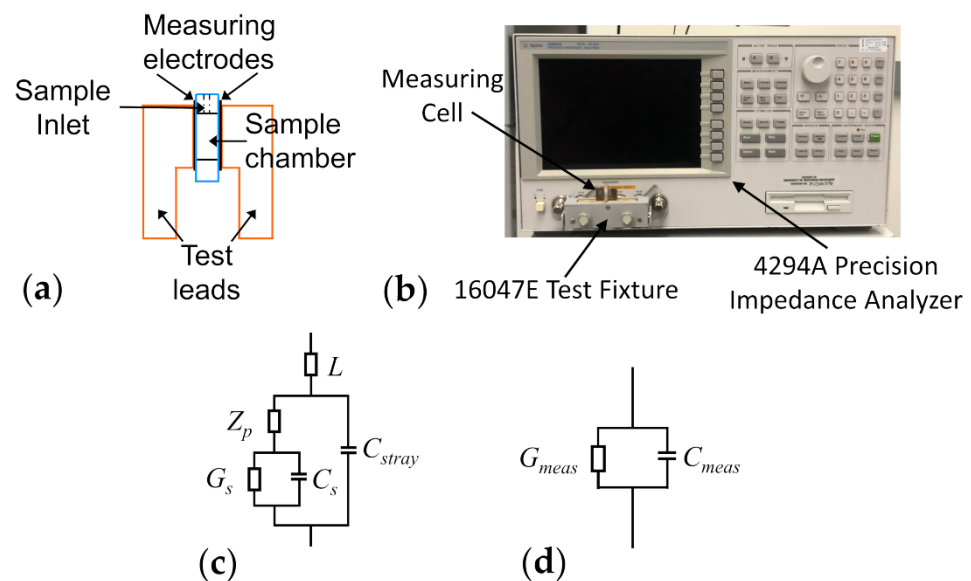 Measuring
electrodes
Sample
Inlet
Sample
chamber
Test
leads
(a)
Measuring
Cell
Agilent
16047E Test Fixture
4294A Precision
Impedance Analyzer
(b)
L
Zp
Gs
Cs
Cstray
(c)
Gmeas
Cmeas
(d)